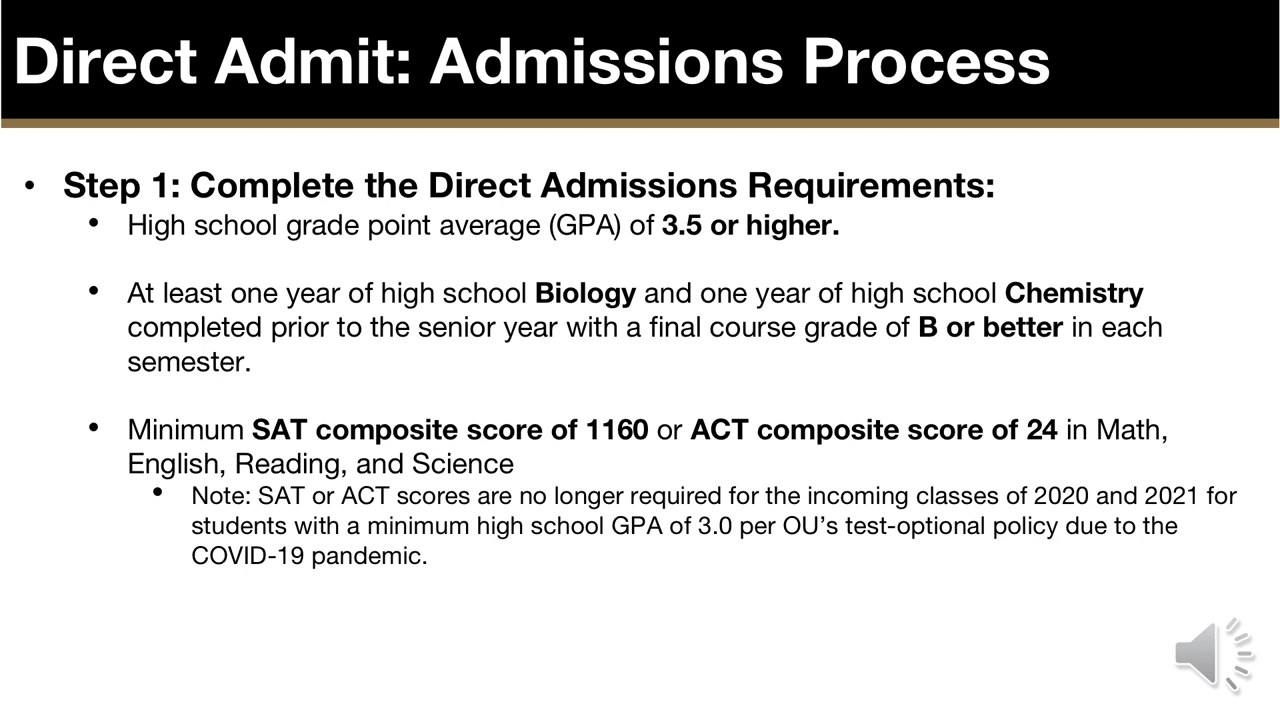 Direct Admit: Admissions Process
• Step 1: Complete the Direct Admissions Requirements:
• High school grade point average (GPA) of 3.5 or higher.
• At least one year of high school Biology and one year of high school Chemistry
completed prior to the senior year with a final course grade of B or better in each
semester.
• Minimum SAT composite score of 1160 or ACT composite score of 24 in Math,
English, Reading, and Science
• Note: SAT or ACT scores are no longer required for the incoming classes of 2020 and 2021 for
students with a minimum high school GPA of 3.0 per OU’s test-optional policy due to the
COVID-19 pandemic.